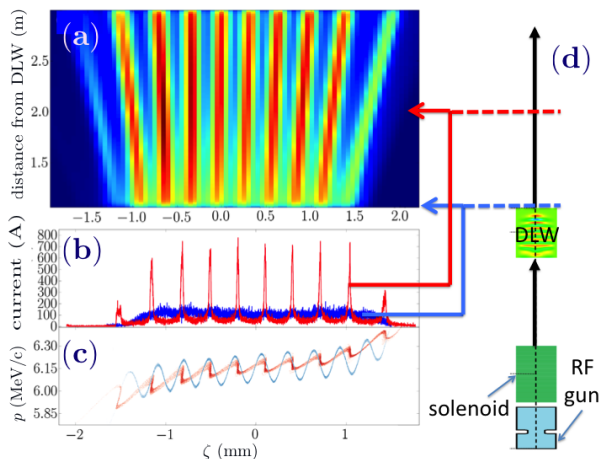 (a)
distance from DLW (m)
2.5
2.0
1.5
−1.5 −1.0 −0.5 0.0 0.5 1.0 1.5 2.0
(b)
current (A)
800
700
600
500
400
300
200
100
0
(c)
p (MeV/c)
6.30
6.15
6.00
5.85
−2 −1 0 1
ζ (mm)
(d)
DLW
RF
gun
solenoid